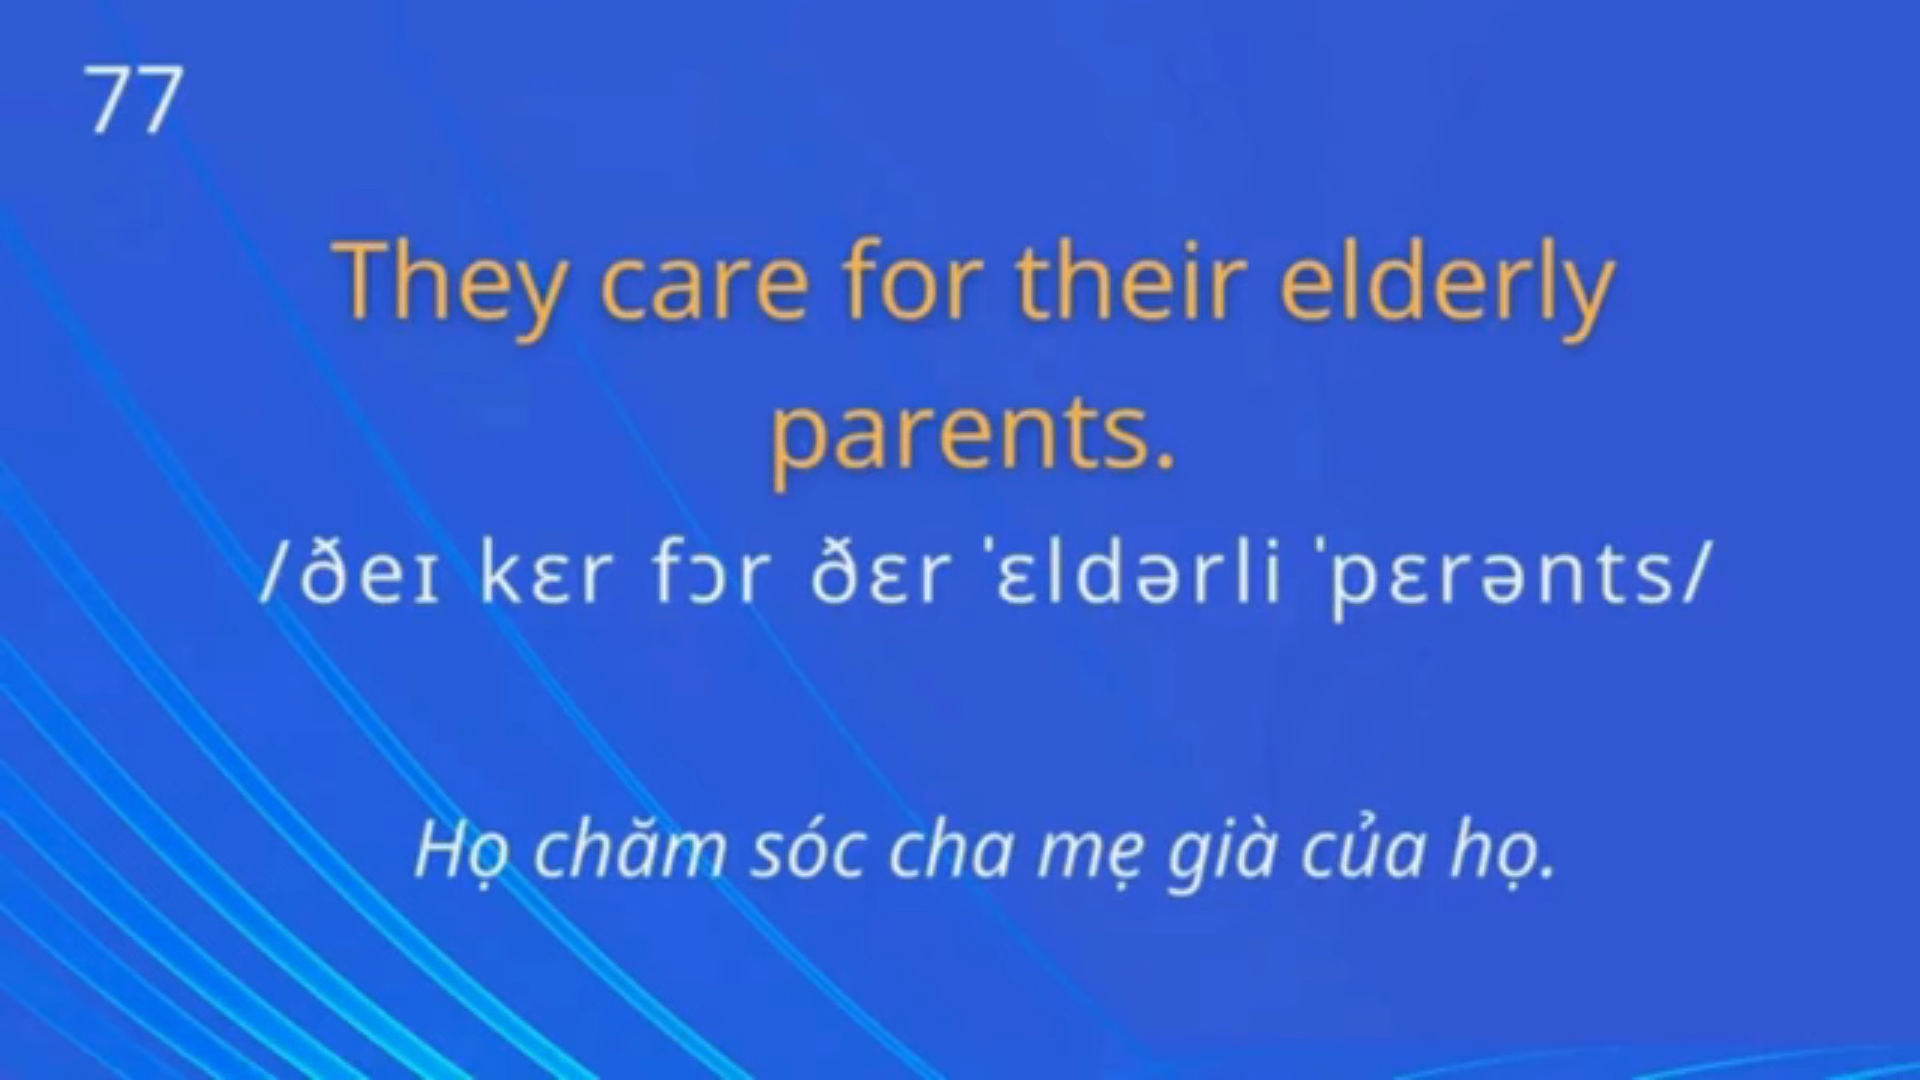 77
They care for their elderly
parents.
/ðeɪ kɛr fɔr ðɛr ˈɛldərli ˈpɛrənts/
Họ chăm sóc cha mẹ già của họ.